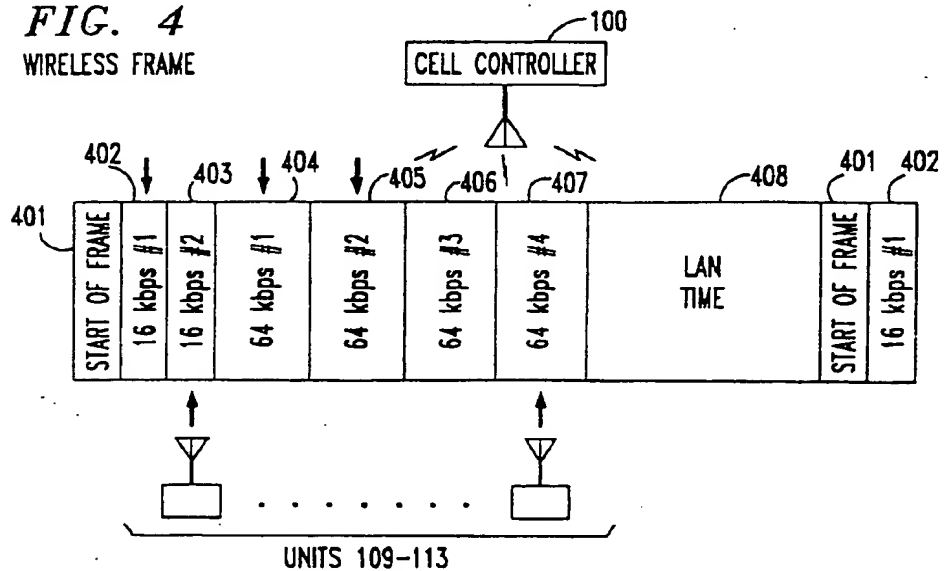 FIG. 4
WIRELESS FRAME
100
CELL CONTROLLER
402
403
404
405
406
407
408
401
402
401
START OF FRAME
16 kbps #1
16 kbps #2
64 kbps #1
64 kbps #2
64 kbps #3
64 kbps #4
LAN
TIME
START OF FRAME
16 kbps #1
UNITS 109-113